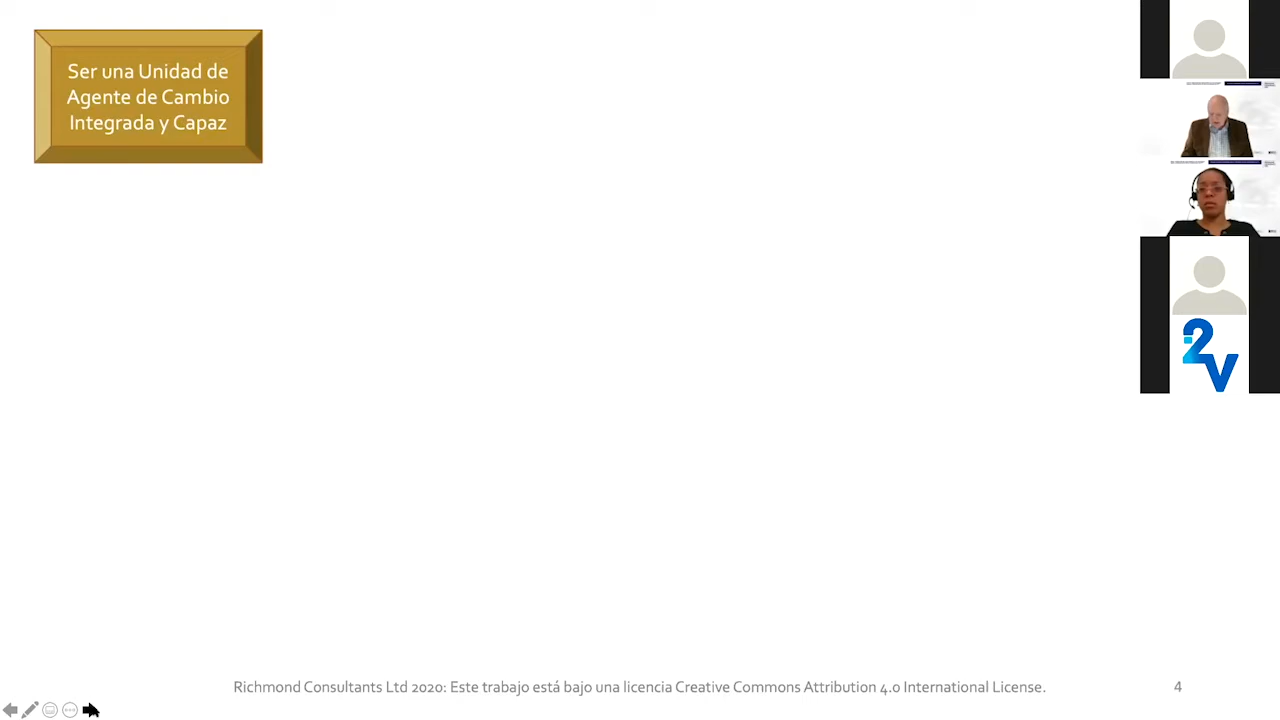 Ser una Unidad de
Agente de Cambio
Integrada y Capaz
2V
Richmond Consultants Ltd 2020: Este trabajo está bajo una licencia Creative Commons Attribution 4.0 International License.
4